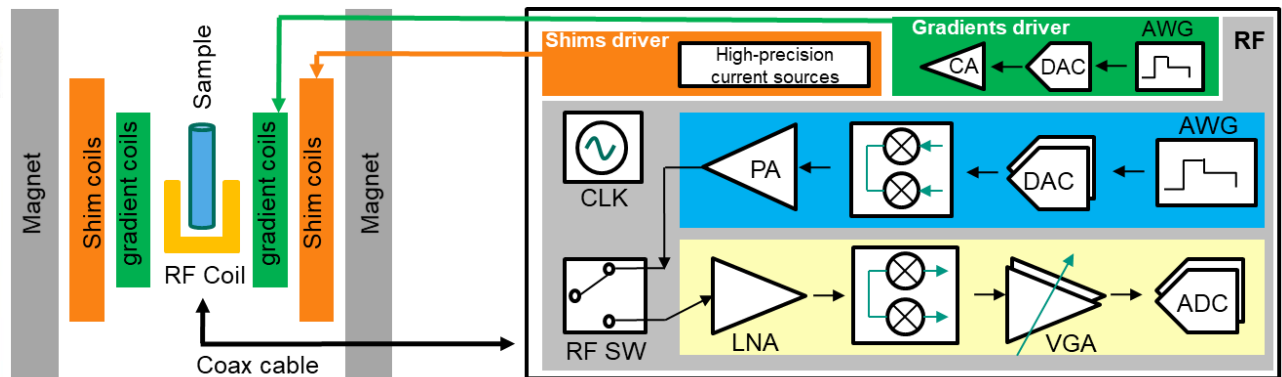 Magnet
Shim coils
gradient coils
Sample
RF Coil
gradient coils
Shim coils
Magnet
Coax cable
Shims driver
High-precision
current sources
Gradients driver
CA
DAC
AWG
RF
CLK
PA
DAC
AWG
RF SW
LNA
VGA
ADC